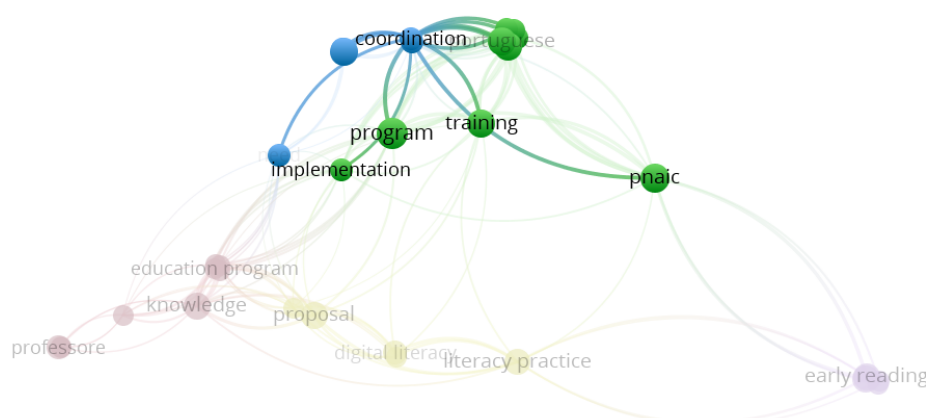 coordination
portuguese
program
training
implementation
pnaic
education program
knowledge
proposal
professore
digital literacy
literacy practice
early reading